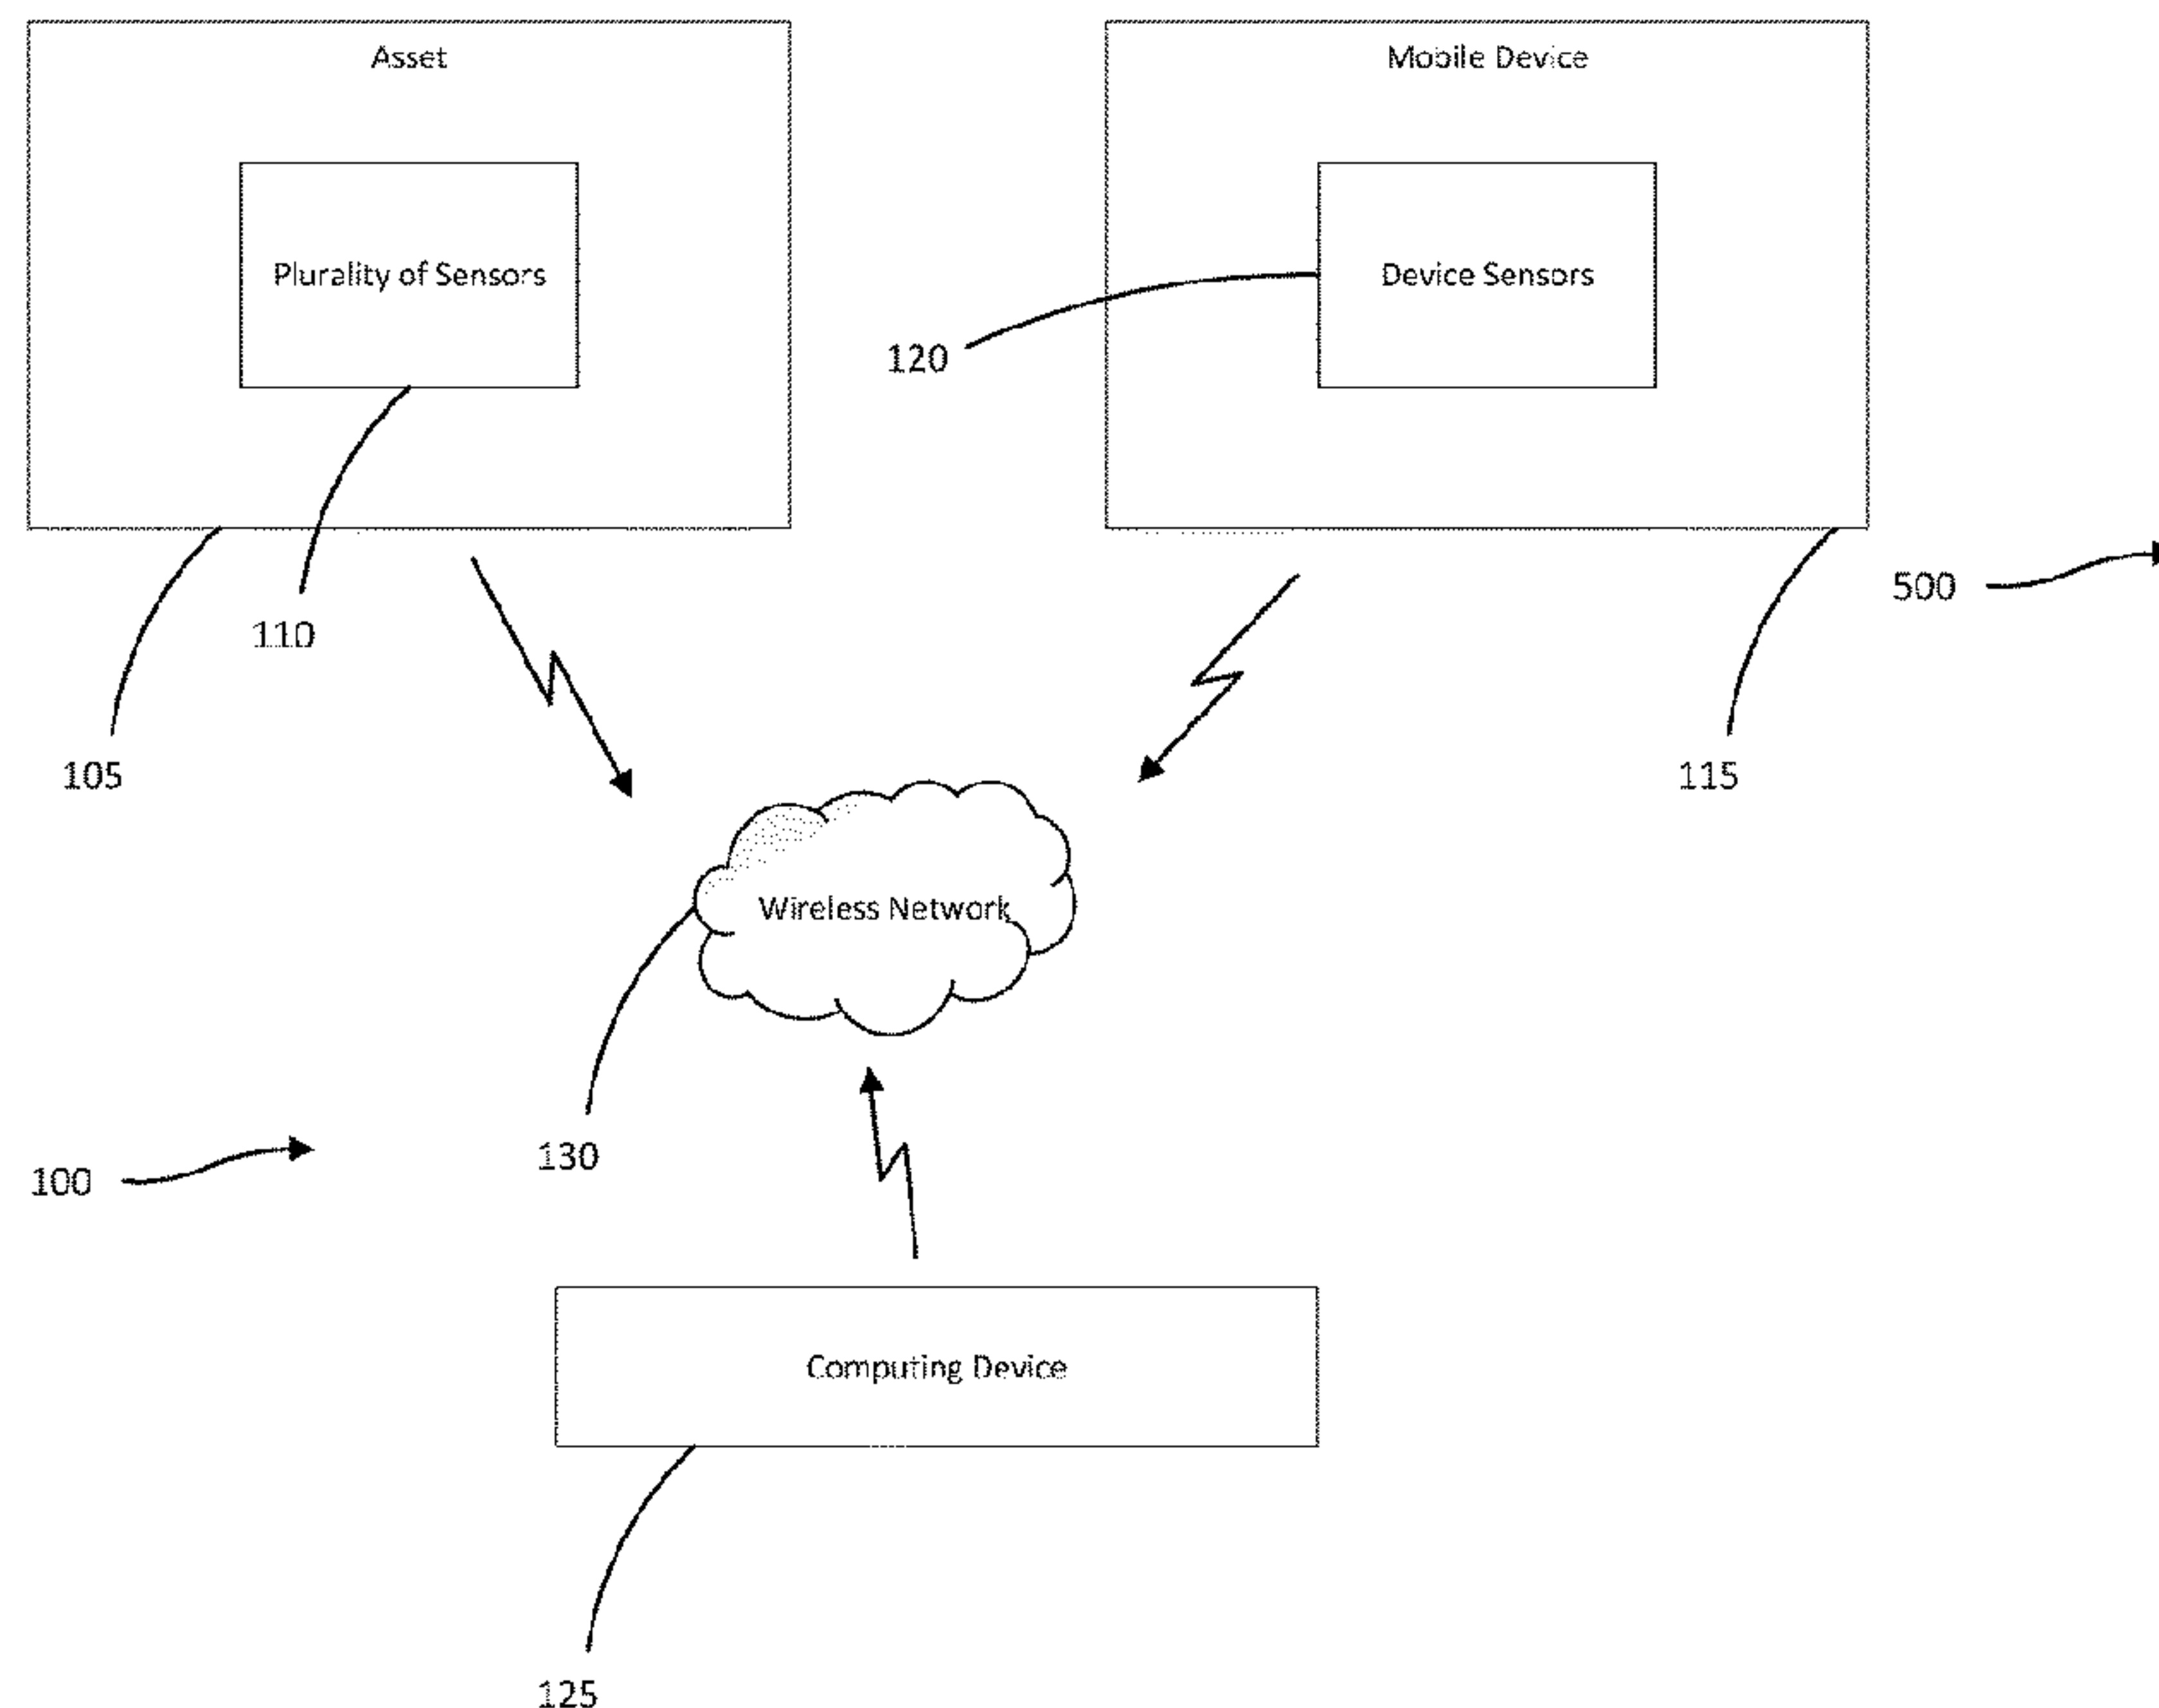 Asset
Mobile Device
Plurality of Sensors
Device Sensors
120
500
110
105
115
Wireless Network
130
100
Computing Device
125